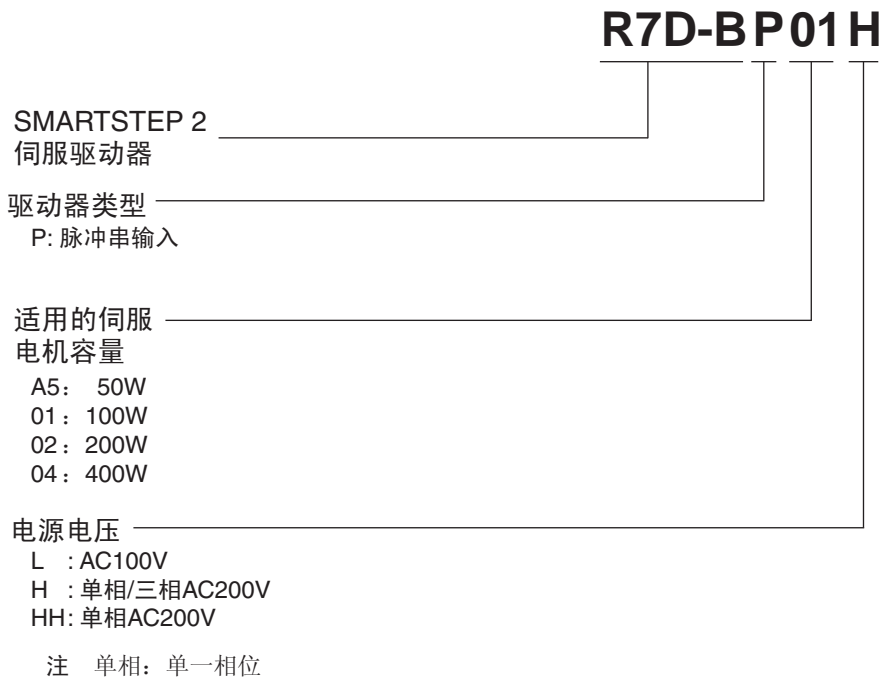 R7D-BP01H
SMARTSTEP 2
伺服驱动器
驱动器类型
P: 脉冲串输入
适用的伺服
电机容量
A5： 50W
01：100W
02：200W
04：400W
电源电压
L : AC100V
H : 单相/三相AC200V
HH: 单相AC200V
注 单相：单一相位